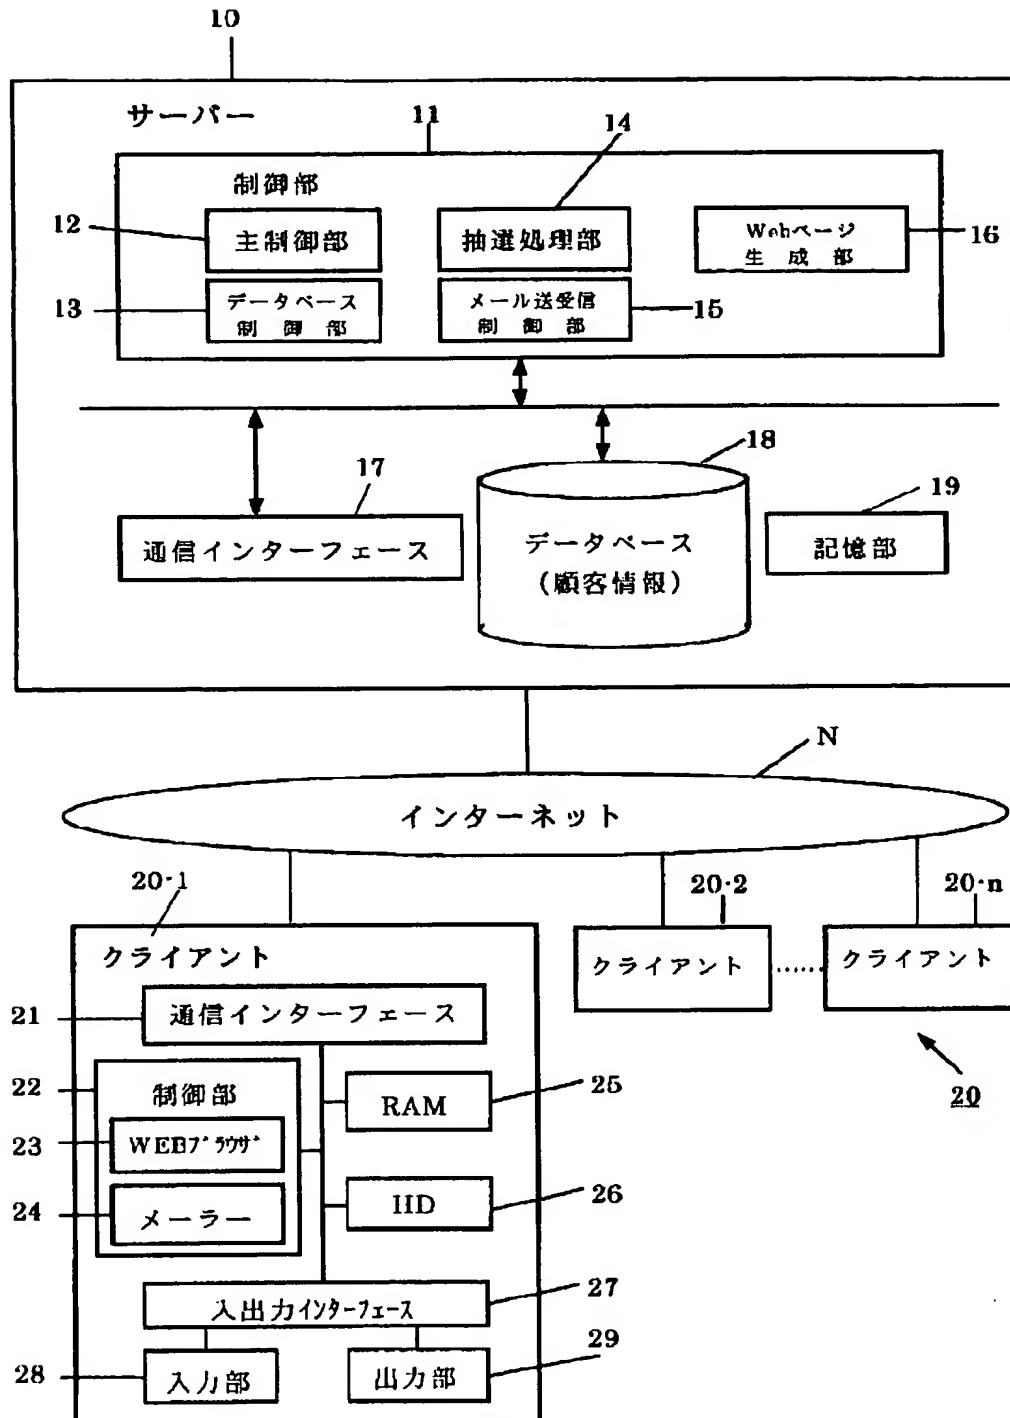 10
サーバー
11
14
制御部
12
主制御部
抽選処理部
Webページ
生成部
16
13
データベース
制御部
メール送受信
制御部
15
17
18
19
通信インターフェース
データベース
(顧客情報)
記憶部
N
インターネット
20・1
20・2
20・n
クライアント
クライアント
......
クライアント
21
通信インターフェース
20
22
制御部
RAM
25
23
WEBブラウザ
24
メーラー
HD
26
入出力インターフェース
27
28
入力部
出力部
29